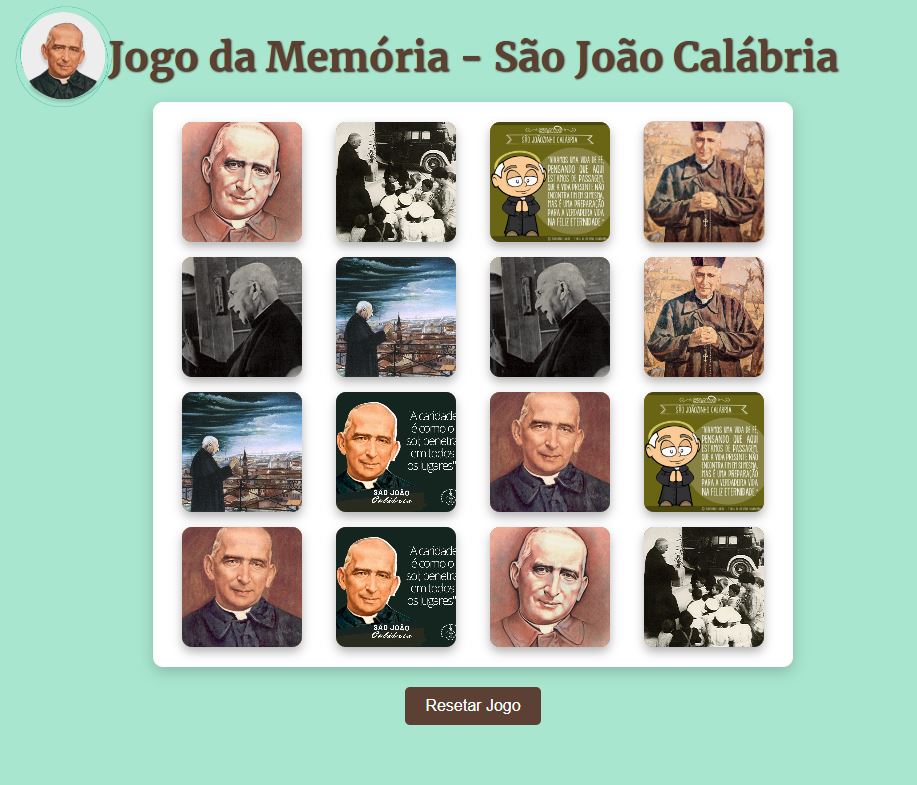 Jogo da Memória - São João Calábria
SÃO JOÃOZINHO CALÁBRIA
"VIVAMOS UMA VIDA DE FÉ,
PENSANDO QUE AQUI
ESTAMOS DE PASSAGEM,
QUE A VIDA PRESENTE NÃO
ENCONTRA FIM EM SI MESMA,
MAS É UMA PREPARAÇÃO
PARA A VERDADEIRA VIDA
NA FELIZ ETERNIDADE."
A caridade
é como o
sol; penetra
em todos
os lugares"
SÃO JOÃO
Calábria
SÃO JOÃOZINHO CALÁBRIA
"VIVAMOS UMA VIDA DE FÉ,
PENSANDO QUE AQUI
ESTAMOS DE PASSAGEM,
QUE A VIDA PRESENTE NÃO
ENCONTRA FIM EM SI MESMA,
MAS É UMA PREPARAÇÃO
PARA A VERDADEIRA VIDA
NA FELIZ ETERNIDADE."
A caridade
é como o
sol; penetra
em todos
os lugares"
SÃO JOÃO
Calábria
Resetar Jogo